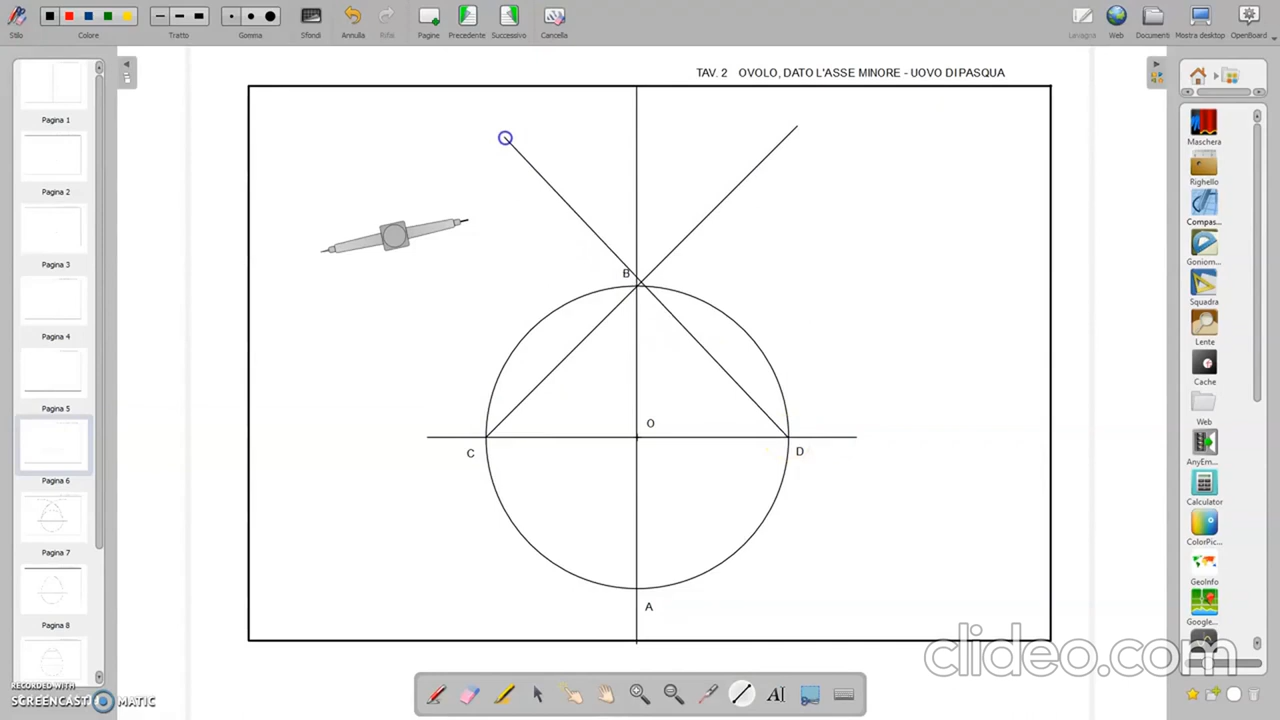 Stilo
Colore
Tratto
Gomma
Sfondi
Annulla
Rifai
Pagine
Precedente
Successivo
Cancella
Lavagna
Web
Documenti
Mostra desktop
OpenBoard
TAV. 2 OVOLO, DATO L'ASSE MINORE - UOVO DI PASQUA
Pagina 1
Pagina 2
Pagina 3
Pagina 4
Pagina 5
Pagina 6
Pagina 7
Pagina 8
B
O
C
D
A
Maschera
Righello
Compas...
Goniom...
Squadra
Lente
Cache
Web
AnyEm...
Calculator
ColorPic...
GeoInfo
Google...
clideo.com
RECORDED WITH
SCREENCAST MATIC